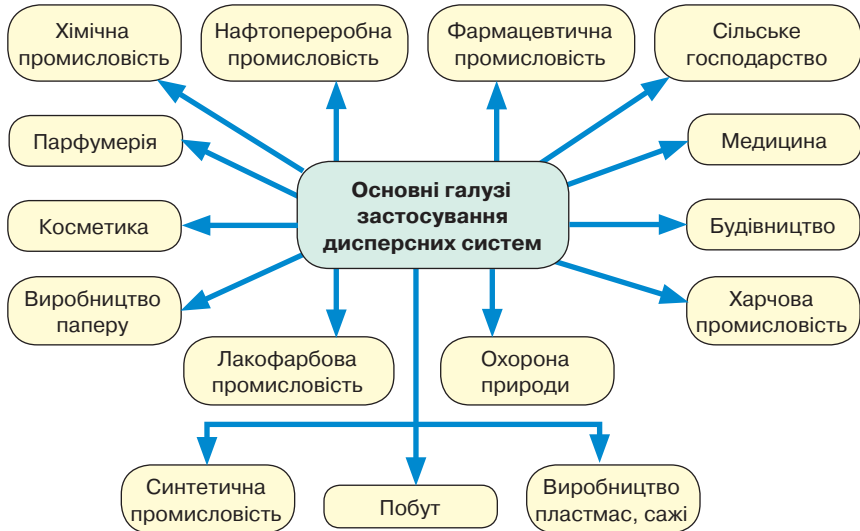 Хімічна
промисловість
Нафтопереробна
промисловість
Фармацевтична
промисловість
Сільське
господарство
Парфумерія
Медицина
Основні галузі
застосування
дисперсних систем
Косметика
Будівництво
Виробництво
паперу
Харчова
промисловість
Лакофарбова
промисловість
Охорона
природи
Синтетична
промисловість
Побут
Виробництво
пластмас, сажі